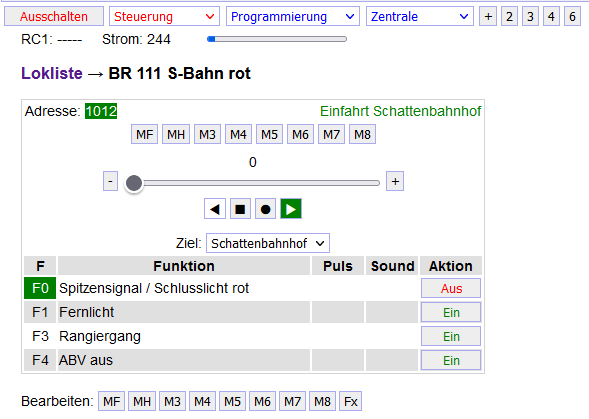 Ausschalten Steuerung Programmierung Zentrale + 2 3 4 6
RC1: ----- Strom: 244
Lokliste → BR 111 S-Bahn rot
Adresse: 1012 Einfahrt Schattenbahnhof
MF MH M3 M4 M5 M6 M7 M8
0
- +
◀ ■ ● ▶
Ziel: Schattenbahnhof
F Funktion Puls Sound Aktion
F0 Spitzensignal / Schlusslicht rot Aus
F1 Fernlicht Ein
F3 Rangiergang Ein
F4 ABV aus Ein
Bearbeiten: MF MH M3 M4 M5 M6 M7 M8 Fx